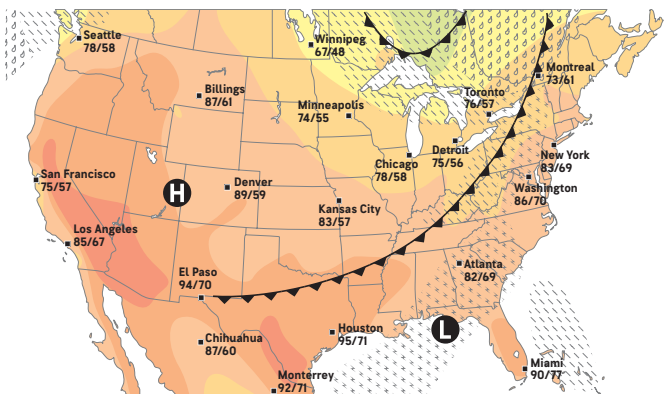 Seattle
78/58
Winnipeg
67/48
Montreal
73/61
Billings
87/61
Minneapolis
74/55
Toronto
76/57
Chicago
78/58
Detroit
75/56
New York
83/69
San Francisco
75/57
H
Denver
89/59
Washington
86/70
Kansas City
83/57
Los Angeles
85/67
El Paso
94/70
Atlanta
82/69
Chihuahua
87/60
Houston
95/71
L
Miami
90/77
Monterrey
92/71